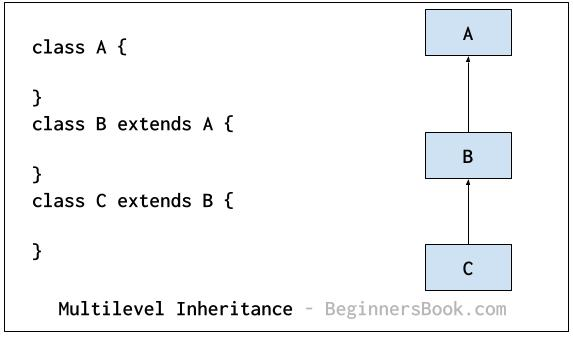 class A {
}
class B extends A {
}
class C extends B {
}
A
B
C
Multilevel Inheritance - BeginnersBook.com